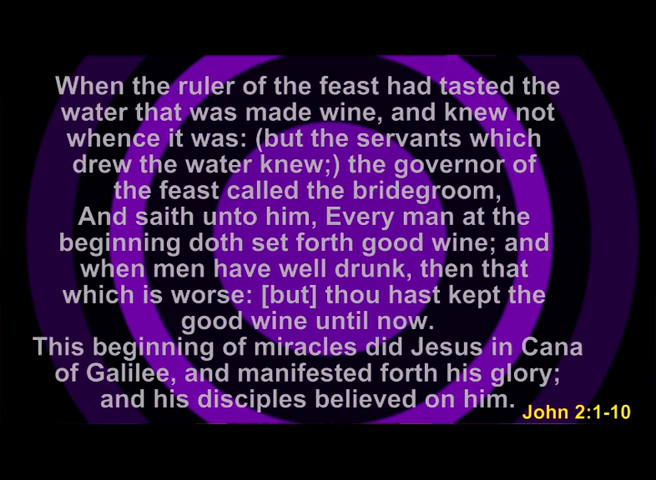 When the ruler of the feast had tasted the
water that was made wine, and knew not
whence it was: (but the servants which
drew the water knew;) the governor of
the feast called the bridegroom,
And saith unto him, Every man at the
beginning doth set forth good wine; and
when men have well drunk, then that
which is worse: [but] thou hast kept the
good wine until now.
This beginning of miracles did Jesus in Cana
of Galilee, and manifested forth his glory;
and his disciples believed on him.
John 2:1-10